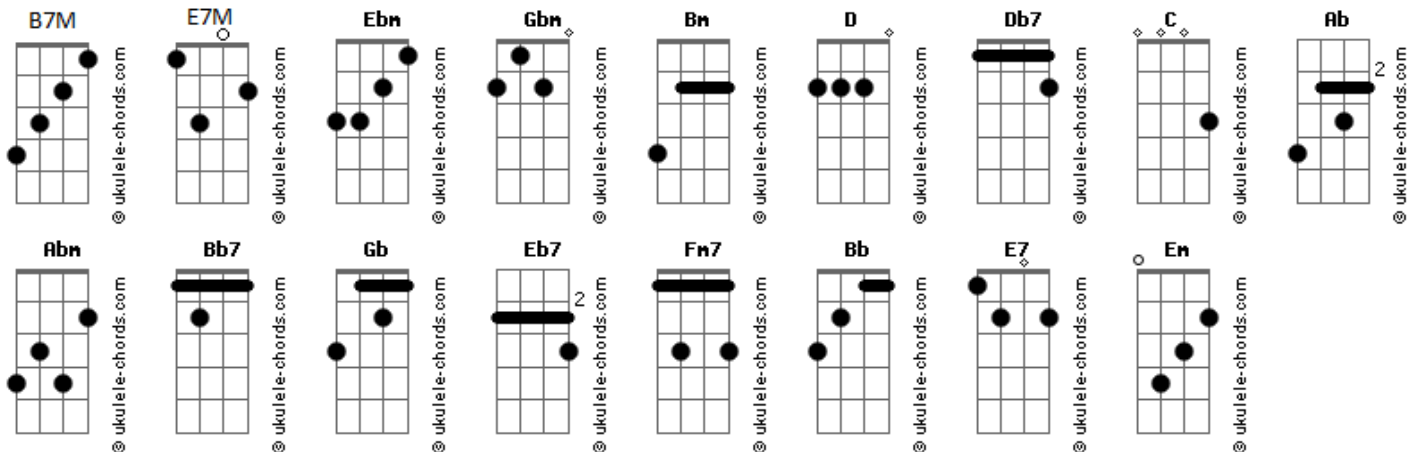 B7M E7M Ebm Gbm Bm D Db7 C Ab
© ukulele-chords.com © ukulele-chords.com © ukulele-chords.com © ukulele-chords.com © ukulele-chords.com © ukulele-chords.com © ukulele-chords.com © ukulele-chords.com 2 © ukulele-chords.com
Abm Bb7 Gb Eb7 Fm7 Bb E7 Em
© ukulele-chords.com © ukulele-chords.com © ukulele-chords.com 2 © ukulele-chords.com © ukulele-chords.com © ukulele-chords.com © ukulele-chords.com © ukulele-chords.com